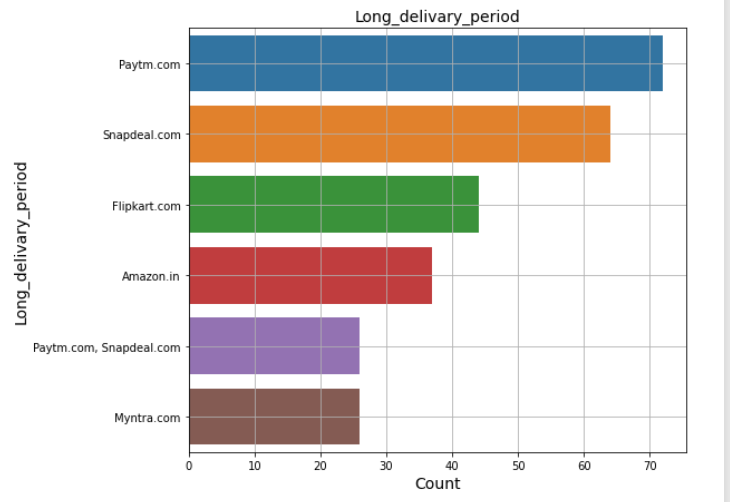 Long_delivary_period
Long_delivary_period
Paytm.com
Snapdeal.com
Flipkart.com
Amazon.in
Paytm.com, Snapdeal.com
Myntra.com
0 10 20 30 40 50 60 70
Count